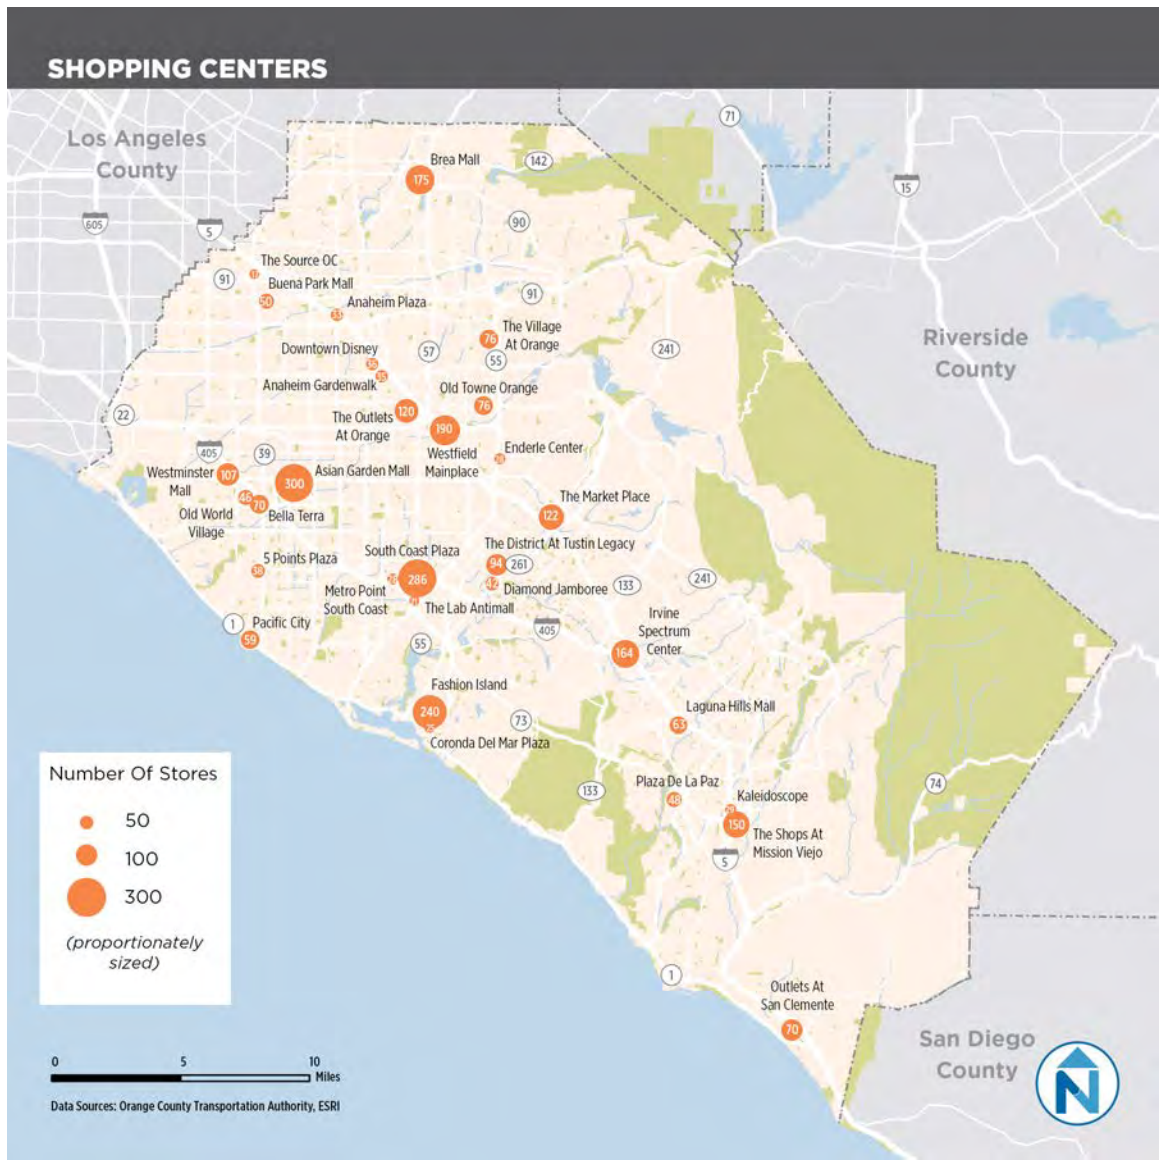 SHOPPING CENTERS
Los Angeles
County
71
142
Brea Mall
175
15
605
5
90
The Source OC
17
91
Buena Park Mall
50
Anaheim Plaza
33
91
The Village
At Orange
76
Riverside
County
Downtown Disney
57
55
241
Anaheim Gardenwalk
35
Old Towne Orange
76
22
The Outlets
At Orange
120
190
Westfield
Mainplace
Enderle Center
405
39
Westminster
Mall
107
Asian Garden Mall
300
46
70
Old World
Village
Bella Terra
The Market Place
122
5 Points Plaza
38
South Coast Plaza
286
The District At Tustin Legacy
94
261
Metro Point
South Coast
42
Diamond Jamboree
133
241
The Lab Antimall
1
Pacific City
59
55
405
Irvine
Spectrum
Center
164
Fashion Island
240
25
Coronda Del Mar Plaza
73
Laguna Hills Mall
63
Number Of Stores
50
100
300
(proportionately
sized)
133
Plaza De La Paz
48
Kaleidoscope
150
The Shops At
Mission Viejo
5
74
1
Outlets At
San Clemente
70
San Diego
County
N
0
5
10
Miles
Data Sources: Orange County Transportation Authority, ESRI